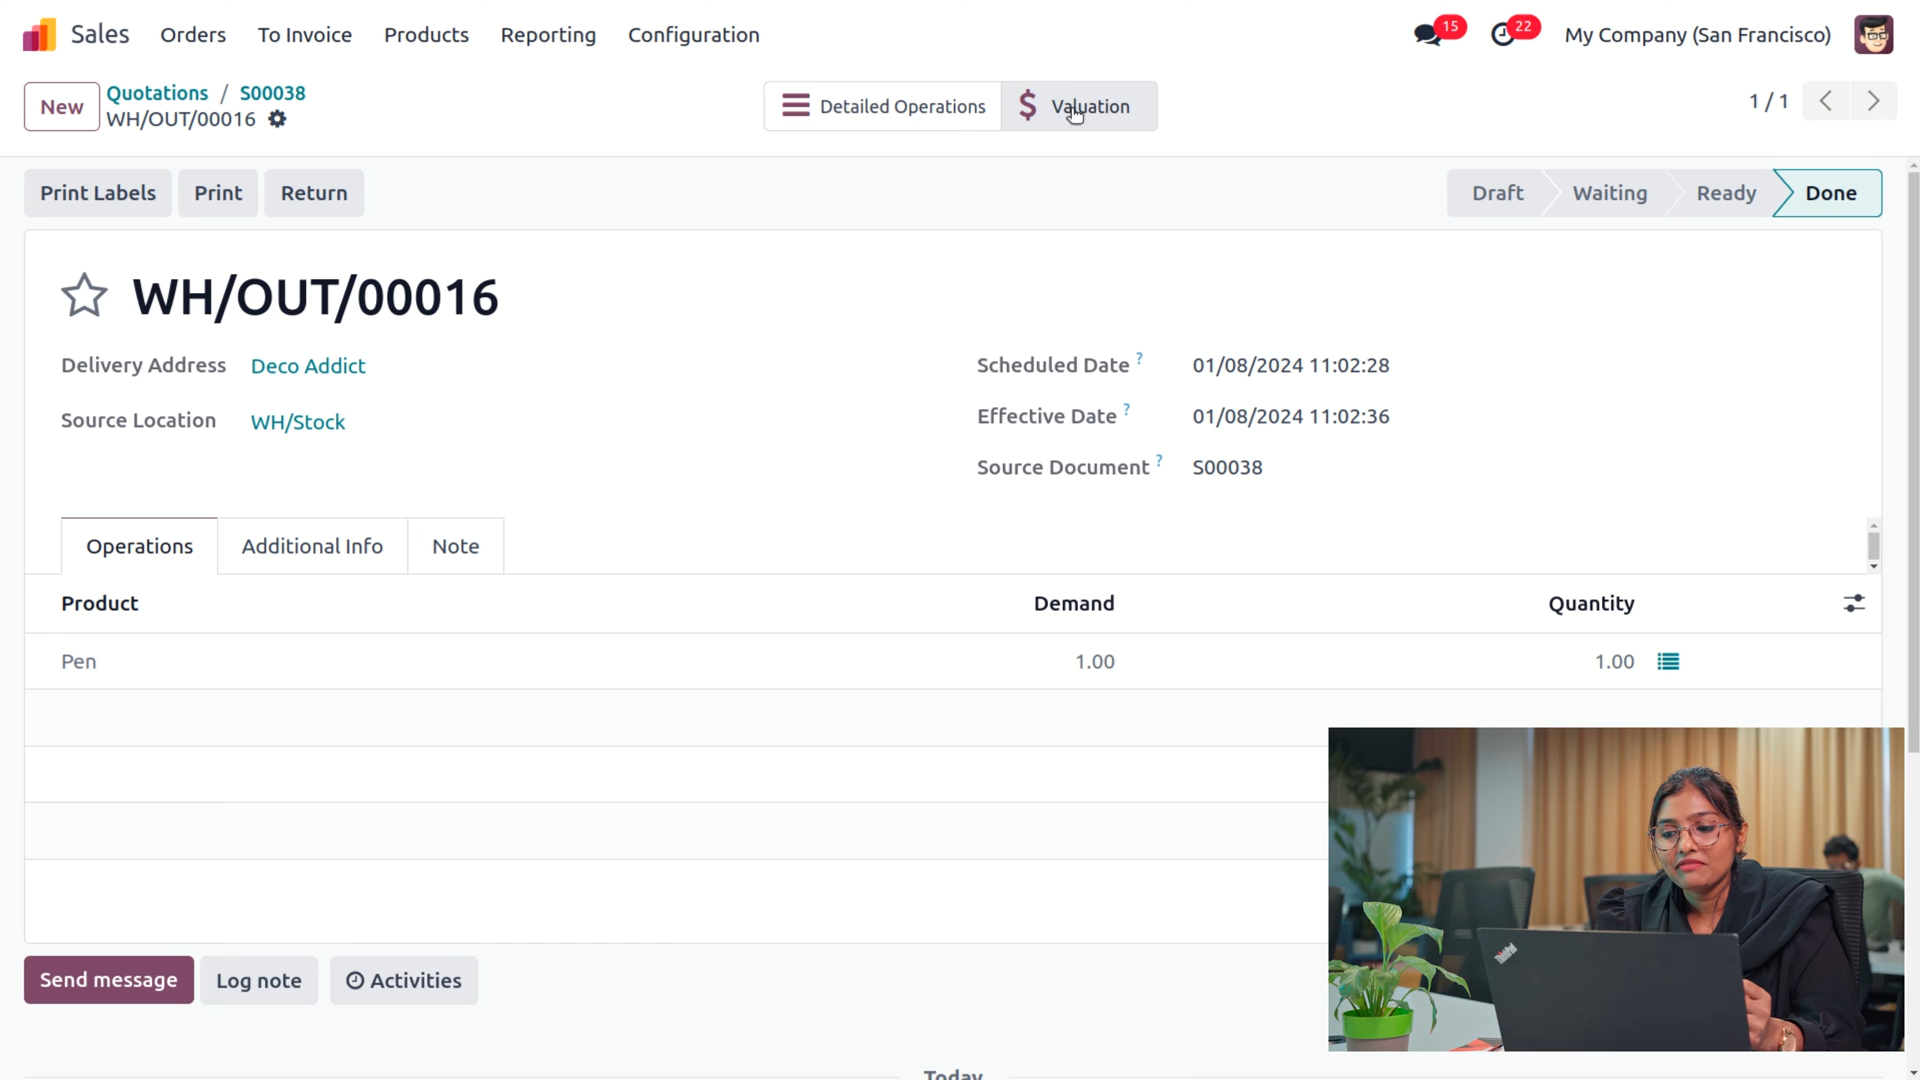 Sales Orders To Invoice Products Reporting Configuration 15 22 My Company (San Francisco)
New Quotations / S00038 Detailed Operations $ Valuation 1 / 1
WH/OUT/00016
Print Labels Print Return Draft Waiting Ready Done
WH/OUT/00016
Delivery Address Deco Addict Scheduled Date ? 01/08/2024 11:02:28
Source Location WH/Stock Effective Date ? 01/08/2024 11:02:36
Source Document ? S00038
Operations Additional Info Note
Product Demand Quantity
Pen 1.00 1.00
Send message Log note Activities
Today